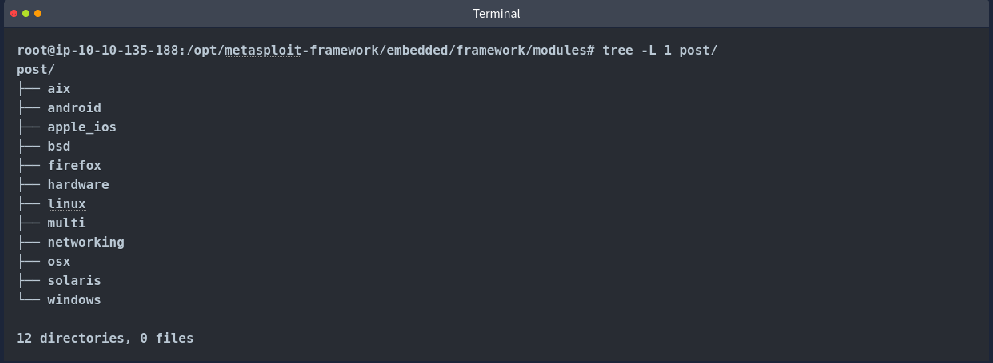 Terminal
root@ip-10-10-135-188:/opt/metasploit-framework/embedded/framework/modules# tree -L 1 post/
post/
├── aix
├── android
├── apple_ios
├── bsd
├── firefox
├── hardware
├── linux
├── multi
├── networking
├── osx
├── solaris
└── windows
12 directories, 0 files